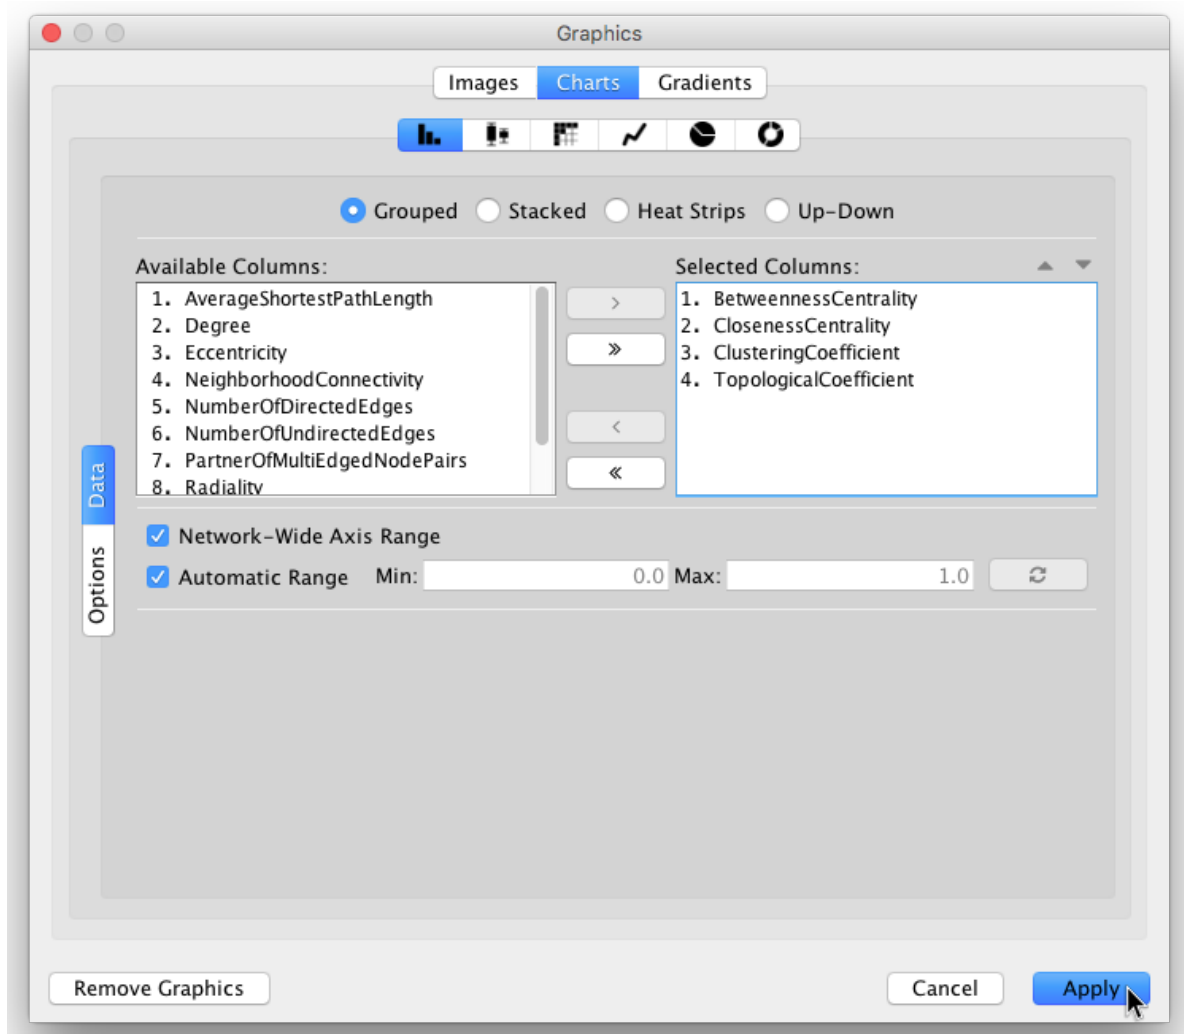 Graphics
Images Charts Gradients
Grouped Stacked Heat Strips Up-Down
Available Columns: Selected Columns:
1. AverageShortestPathLength > 1. BetweennessCentrality
2. Degree 2. ClosenessCentrality
3. Eccentricity » 3. ClusteringCoefficient
4. NeighborhoodConnectivity 4. TopologicalCoefficient
5. NumberOfDirectedEdges
6. NumberOfUndirectedEdges <
7. PartnerOfMultiEdgedNodePairs
8. Radiality «
Data
Options
Network-Wide Axis Range
Automatic Range Min: 0.0 Max: 1.0
Remove Graphics Cancel Apply